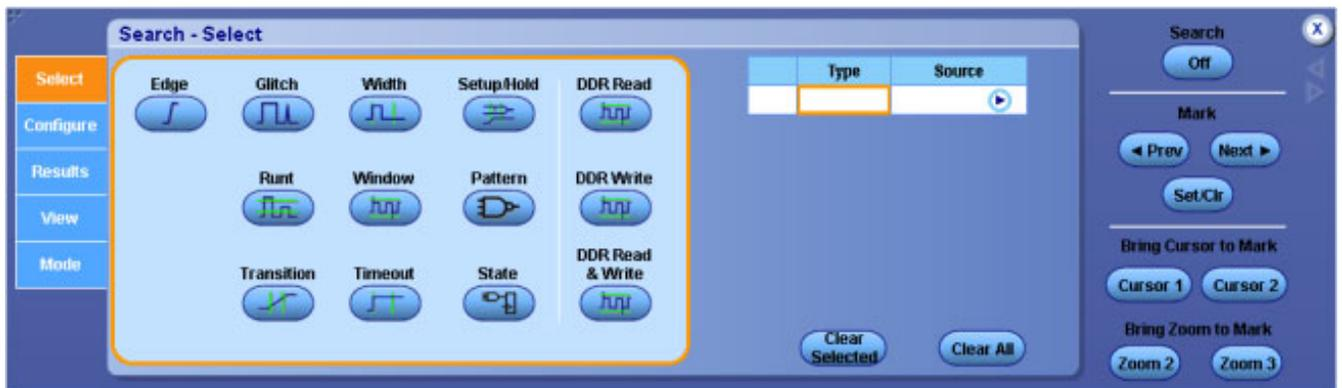 Search - Select
Select
Configure
Results
View
Mode
Edge
Glitch
Width
Setup/Hold
DDR Read
Runt
Window
Pattern
DDR Write
Transition
Timeout
State
DDR Read
& Write
Type
Source
Clear
Selected
Clear All
Search
Off
Mark
Prev
Next
Set/Clr
Bring Cursor to Mark
Cursor 1
Cursor 2
Bring Zoom to Mark
Zoom 2
Zoom 3
X